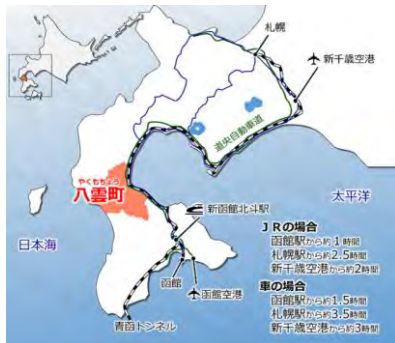 札幌
新千歳空港
道央自動車道
やくもちょう
八雲町
太平洋
新函館北斗駅
日本海
函館
函館空港
青函トンネル
JRの場合
函館駅から約1時間
札幌駅から約2.5時間
新千歳空港から約2時間
車の場合
函館駅から約1.5時間
札幌駅から約3.5時間
新千歳空港から約3時間